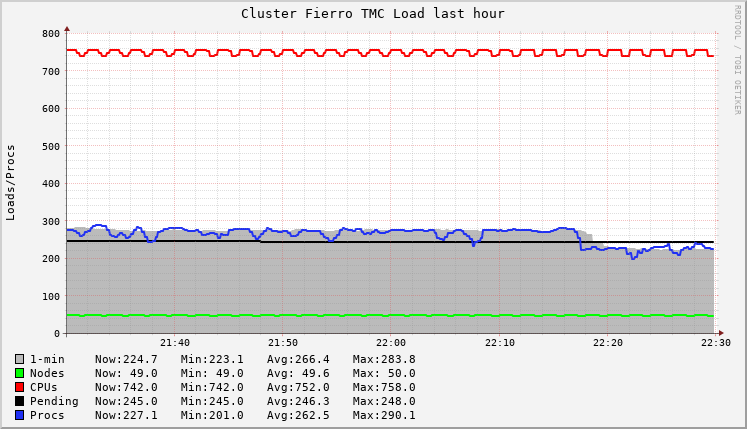 Cluster Fierro TMC Load last hour
RRDTOOL / TOBI OETIKER
Loads/Procs
800
700
600
500
400
300
200
100
0
21:40 21:50 22:00 22:10 22:20 22:30
1-min Now:224.7 Min:223.1 Avg:266.4 Max:283.8
Nodes Now: 49.0 Min: 49.0 Avg: 49.6 Max: 50.0
CPUs Now:742.0 Min:742.0 Avg:752.0 Max:758.0
Pending Now:245.0 Min:245.0 Avg:246.3 Max:248.0
Procs Now:227.1 Min:201.0 Avg:262.5 Max:290.1